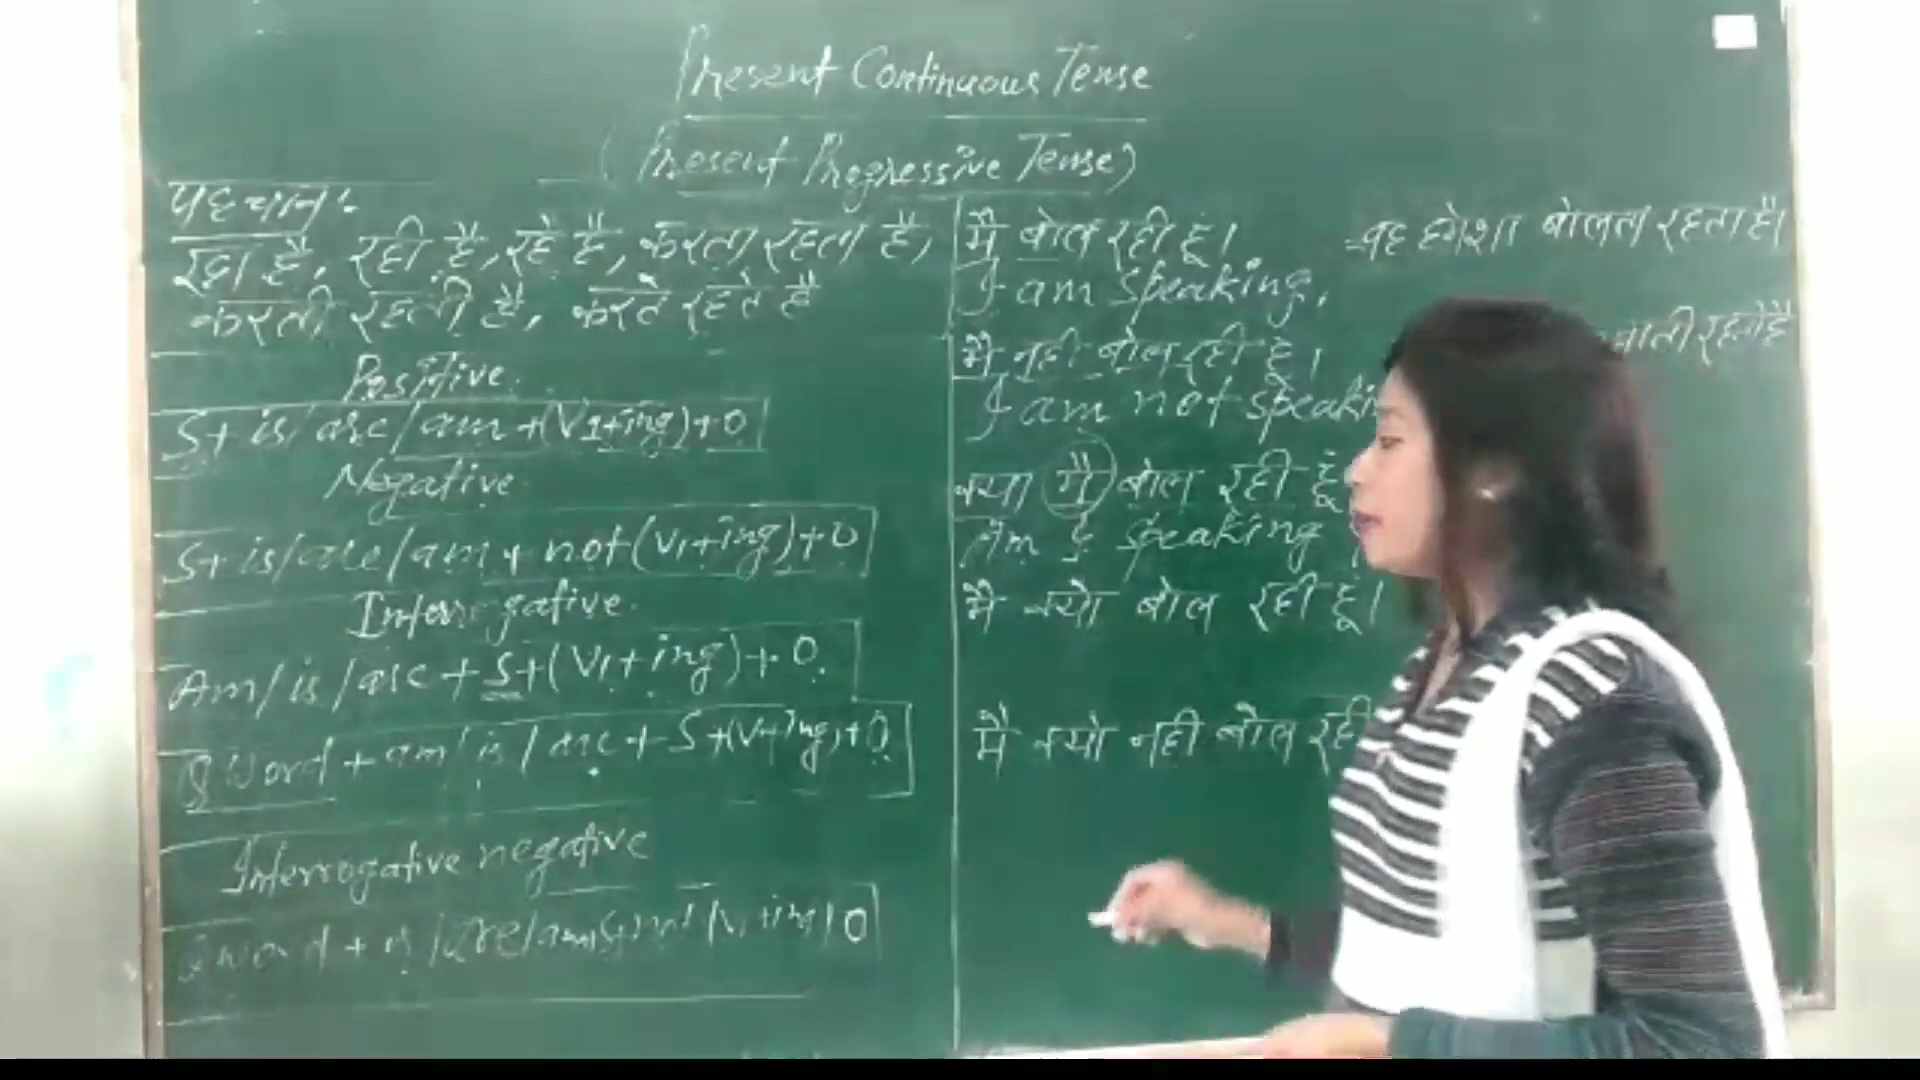 Present Continuous Tense
(Present Progressive Tense)
पहचान :-
रहा है, रही है, रहे है, करता रहता है,
करती रहती है, करते रहते है
Positive
S+ is/are/am+(V1+ing)+O
Negative
S+ is/are/am+ not(V1+ing)+O
Interrogative
Am/is/are+S+(V1+ing)+O
Q Word+am/is/are+S+(V+ing)+O
Interrogative negative
Q word + is/are/am+S+not (V1+ing)O
मै बोल रही हूं।
I am speaking.
मै नही बोल रही हूं।
I am not speaki
क्या मै बोल रही हूं
Am I speaking
मै क्यो बोल रही हूं।
मै क्यो नही बोल रही
वह हमेशा बोलता रहता है।